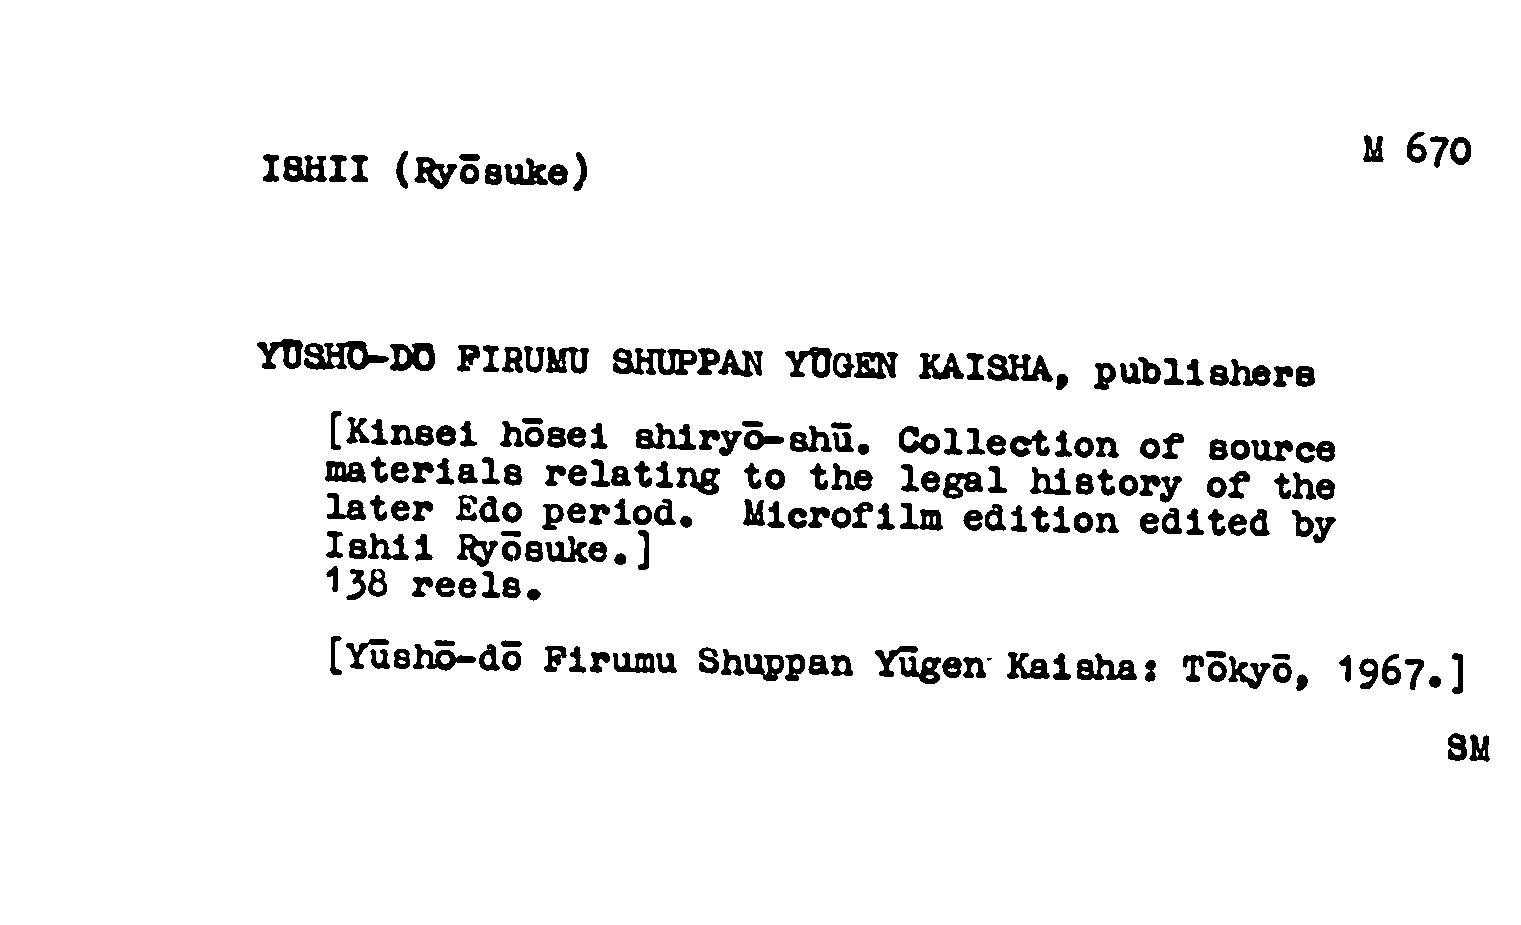 M 670
ISHII (Ryōsuke)
YŪSHŌ-DŌ FIRUMU SHUPPAN YŪGEN KAISHA, publishers
[Kinsei hōsei shiryō-shū. Collection of source
materials relating to the legal history of the
later Edo period. Microfilm edition edited by
Ishii Ryōsuke.]
138 reels.
[Yūshō-dō Firumu Shuppan Yūgen Kaisha: Tōkyō, 1967.]
SM